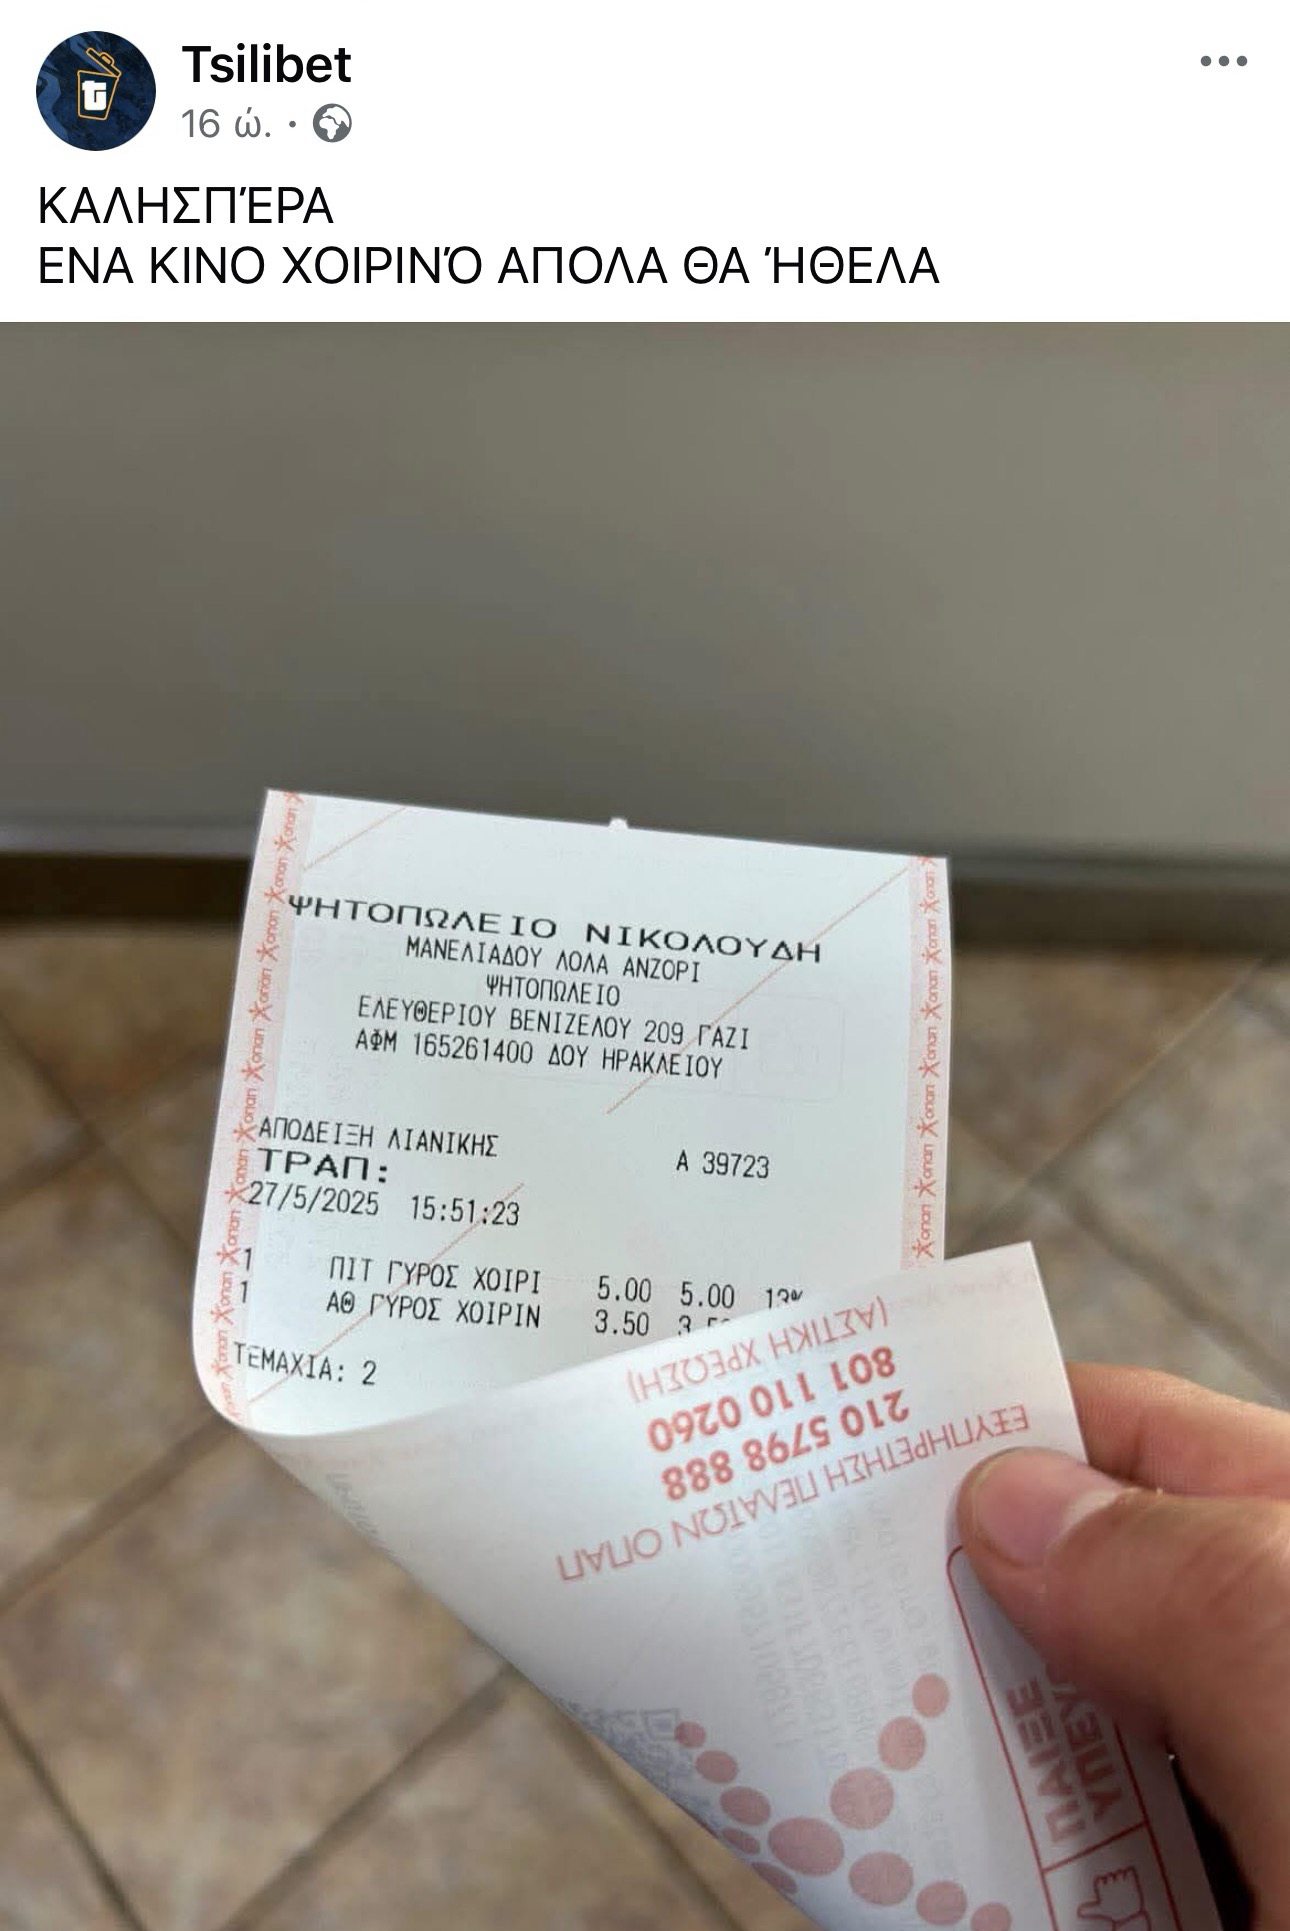 Tsilibet
16 ώ. ·
ΚΑΛΗΣΠΈΡΑ
ΕΝΑ ΚΙΝΟ ΧΟΙΡΙΝΌ ΑΠΟΛΑ ΘΑ ΉΘΕΛΑ
ΨΗΤΟΠΩΛΕΙΟ ΝΙΚΟΛΟΥΔΗ
ΜΑΝΕΛΙΑΔΟΥ ΛΟΛΑ ΑΝΖΟΡΙ
ΨΗΤΟΠΩΛΕΙΟ
ΕΛΕΥΘΕΡΙΟΥ ΒΕΝΙΖΕΛΟΥ 209 ΓΑΖΙ
ΑΦΜ 165261400 ΔΟΥ ΗΡΑΚΛΕΙΟΥ
ΑΠΟΔΕΙΞΗ ΛΙΑΝΙΚΗΣ Α 39723
ΤΡΑΠ:
27/5/2025 15:51:23
1 ΠΙΤ ΓΥΡΟΣ ΧΟΙΡΙ 5.00 5.00
1 ΑΘ ΓΥΡΟΣ ΧΟΙΡΙΝ 3.50
ΤΕΜΑΧΙΑ: 2
ΕΞΥΠΗΡΕΤΗΣΗ ΠΕΛΑΤΩΝ ΟΠΑΠ
210 5798 888
801 110 0260
(ΑΣΤΙΚΗ ΧΡΕΩΣΗ)
ΠΑΙΞΕ